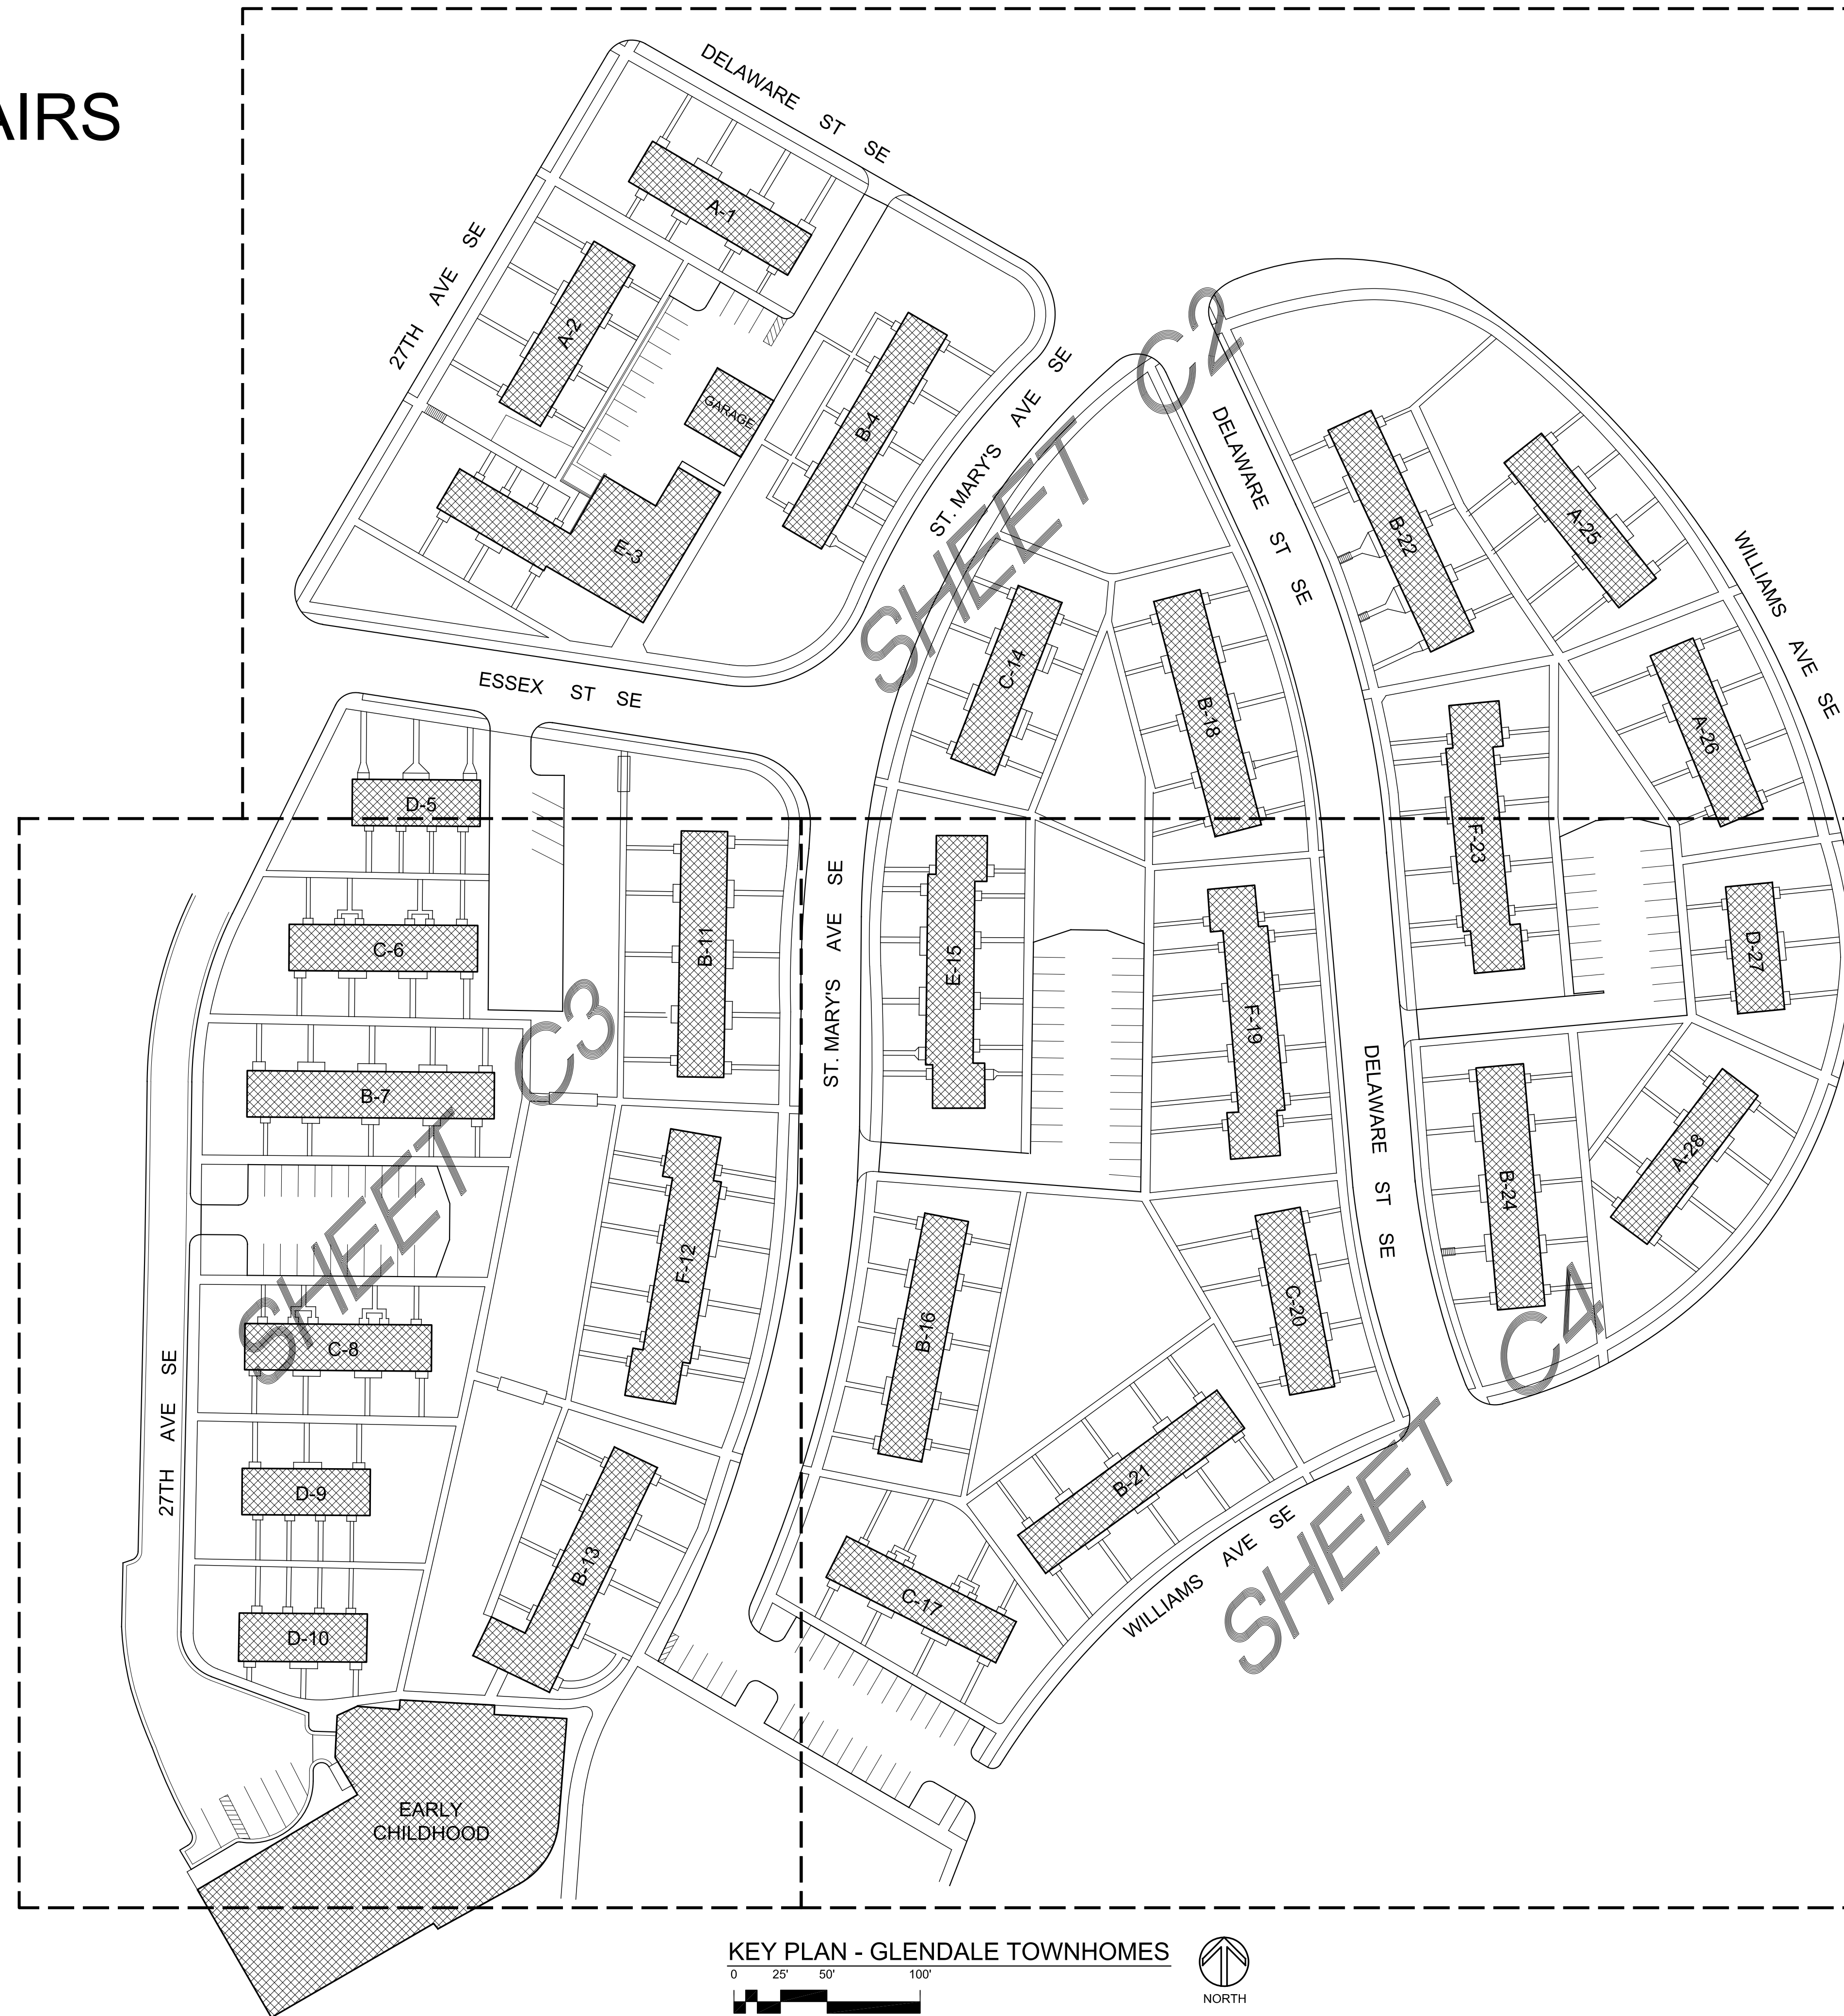 AIRS
DELAWARE ST SE
27TH AVE SE
A-1
A-2
GARAGE
B-4
E-3
ST. MARY'S AVE SE
SHEET C2
DELAWARE ST SE
B-22
A-25
WILLIAMS AVE SE
C-14
B-18
A-26
ESSEX ST SE
D-5
F-23
B-11
ST. MARY'S AVE SE
E-15
F-19
D-27
C-6
SHEET C3
B-7
DELAWARE ST SE
B-24
A-28
F-12
B-16
C-20
C-8
27TH AVE SE
D-9
B-13
B-21
C-17
WILLIAMS AVE SE
SHEET C4
D-10
EARLY
CHILDHOOD
KEY PLAN - GLENDALE TOWNHOMES
0 25' 50' 100'
NORTH